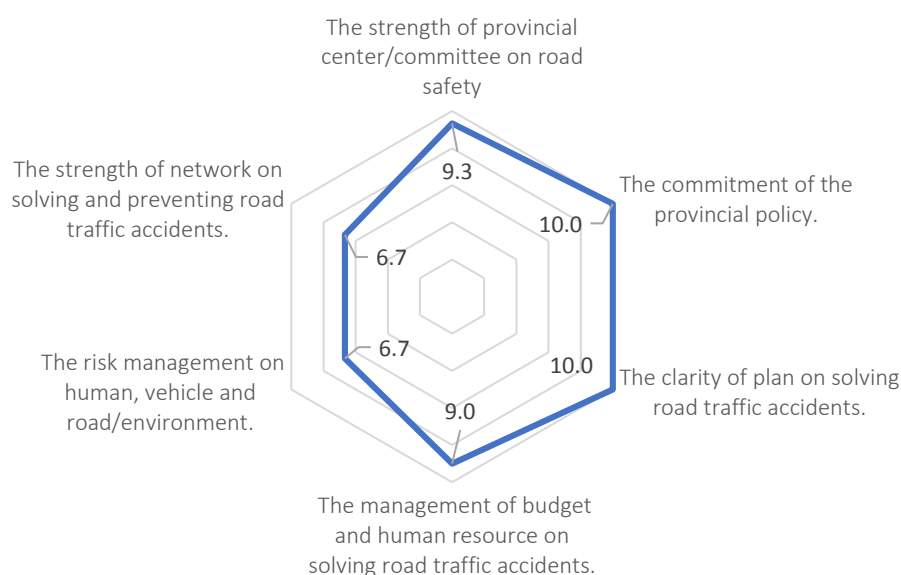 The strength of provincial
center/committee on road
safety
The strength of network on
solving and preventing road
traffic accidents.
9.3
The commitment of the
provincial policy.
10.0
6.7
The risk management on
human, vehicle and
road/environment.
6.7
10.0
The clarity of plan on solving
road traffic accidents.
9.0
The management of budget
and human resource on
solving road traffic accidents.